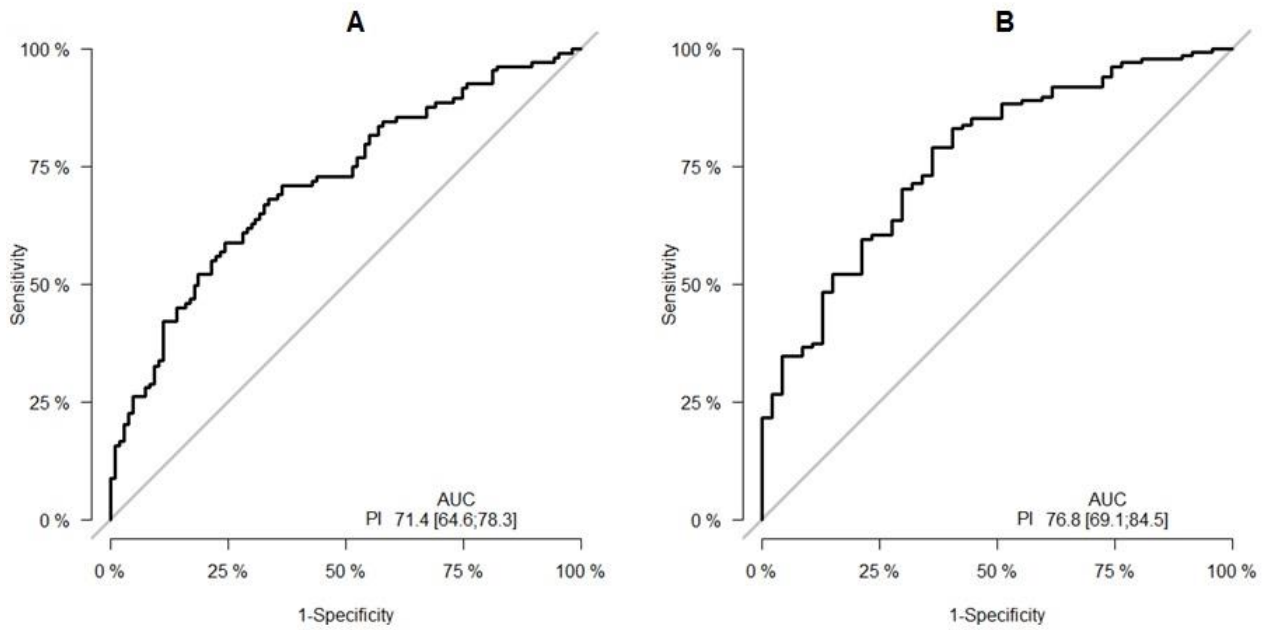 A
100 %
75 %
50 %
25 %
0 %
Sensitivity
AUC
PI 71.4 [64.6;78.3]
0 % 25 % 50 % 75 % 100 %
1-Specificity
B
100 %
75 %
50 %
25 %
0 %
Sensitivity
AUC
PI 76.8 [69.1;84.5]
0 % 25 % 50 % 75 % 100 %
1-Specificity